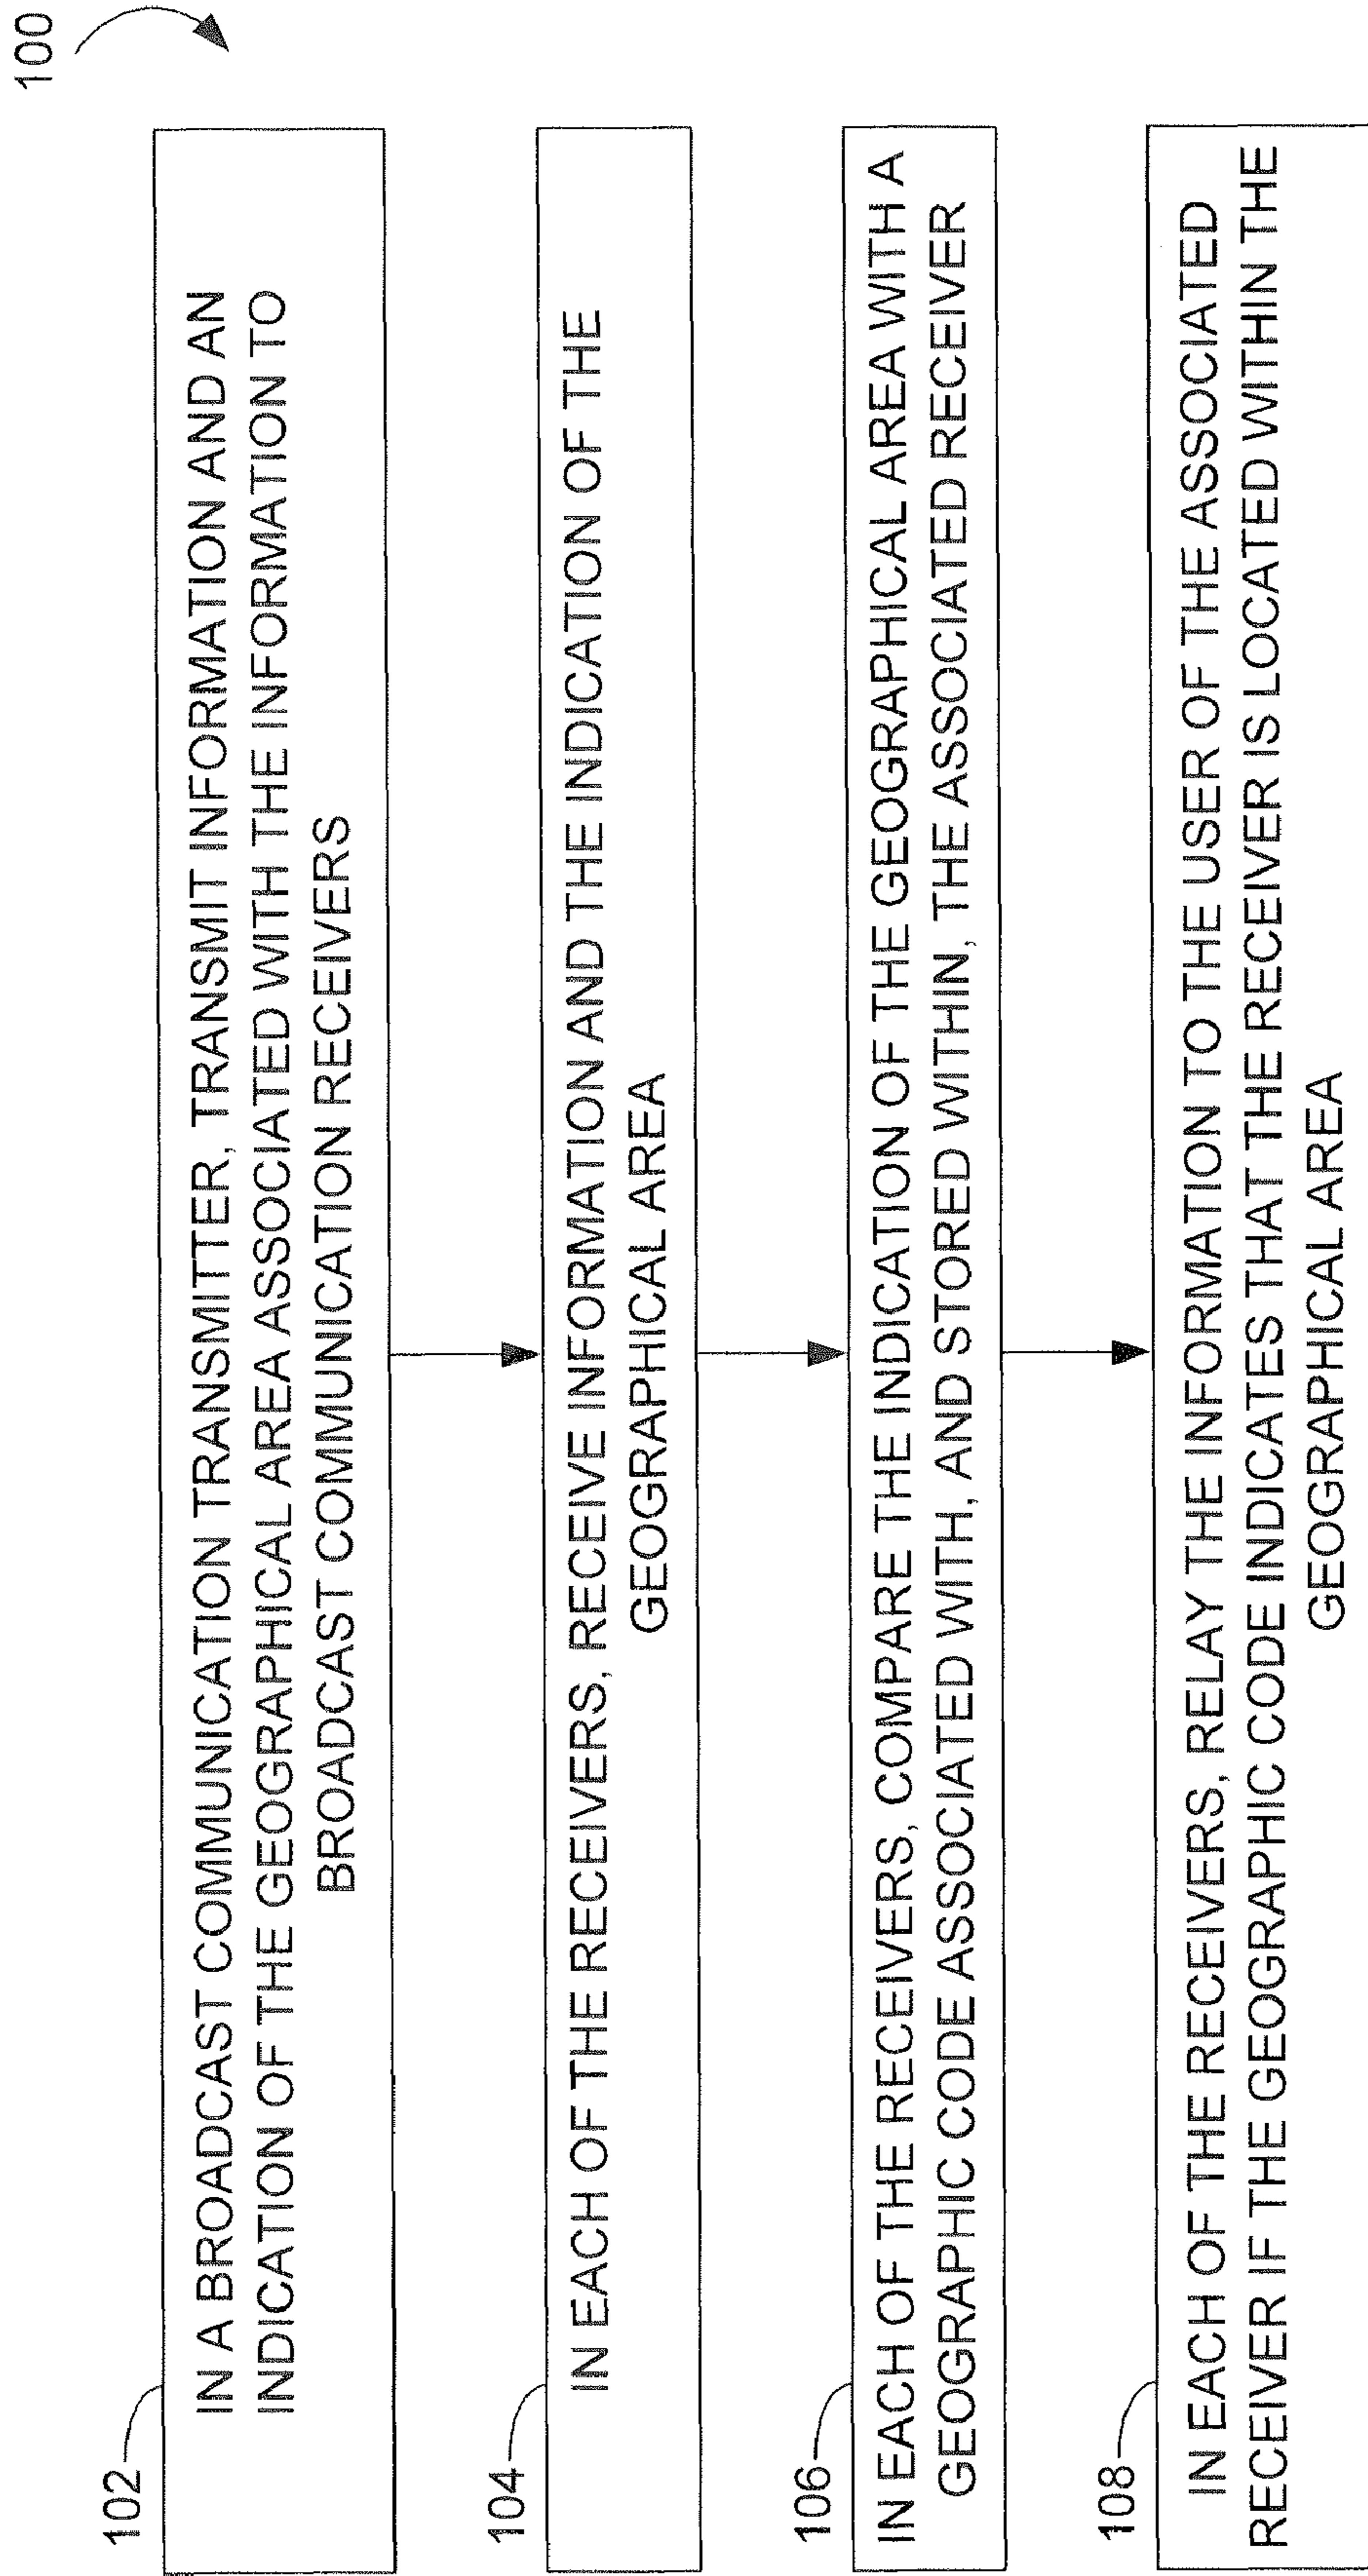 100
102
IN A BROADCAST COMMUNICATION TRANSMITTER, TRANSMIT INFORMATION AND AN
INDICATION OF THE GEOGRAPHICAL AREA ASSOCIATED WITH THE INFORMATION TO
BROADCAST COMMUNICATION RECEIVERS
104
IN EACH OF THE RECEIVERS, RECEIVE INFORMATION AND THE INDICATION OF THE
GEOGRAPHICAL AREA
106
IN EACH OF THE RECEIVERS, COMPARE THE INDICATION OF THE GEOGRAPHICAL AREA WITH A
GEOGRAPHIC CODE ASSOCIATED WITH, AND STORED WITHIN, THE ASSOCIATED RECEIVER
108
IN EACH OF THE RECEIVERS, RELAY THE INFORMATION TO THE USER OF THE ASSOCIATED
RECEIVER IF THE GEOGRAPHIC CODE INDICATES THAT THE RECEIVER IS LOCATED WITHIN THE
GEOGRAPHICAL AREA